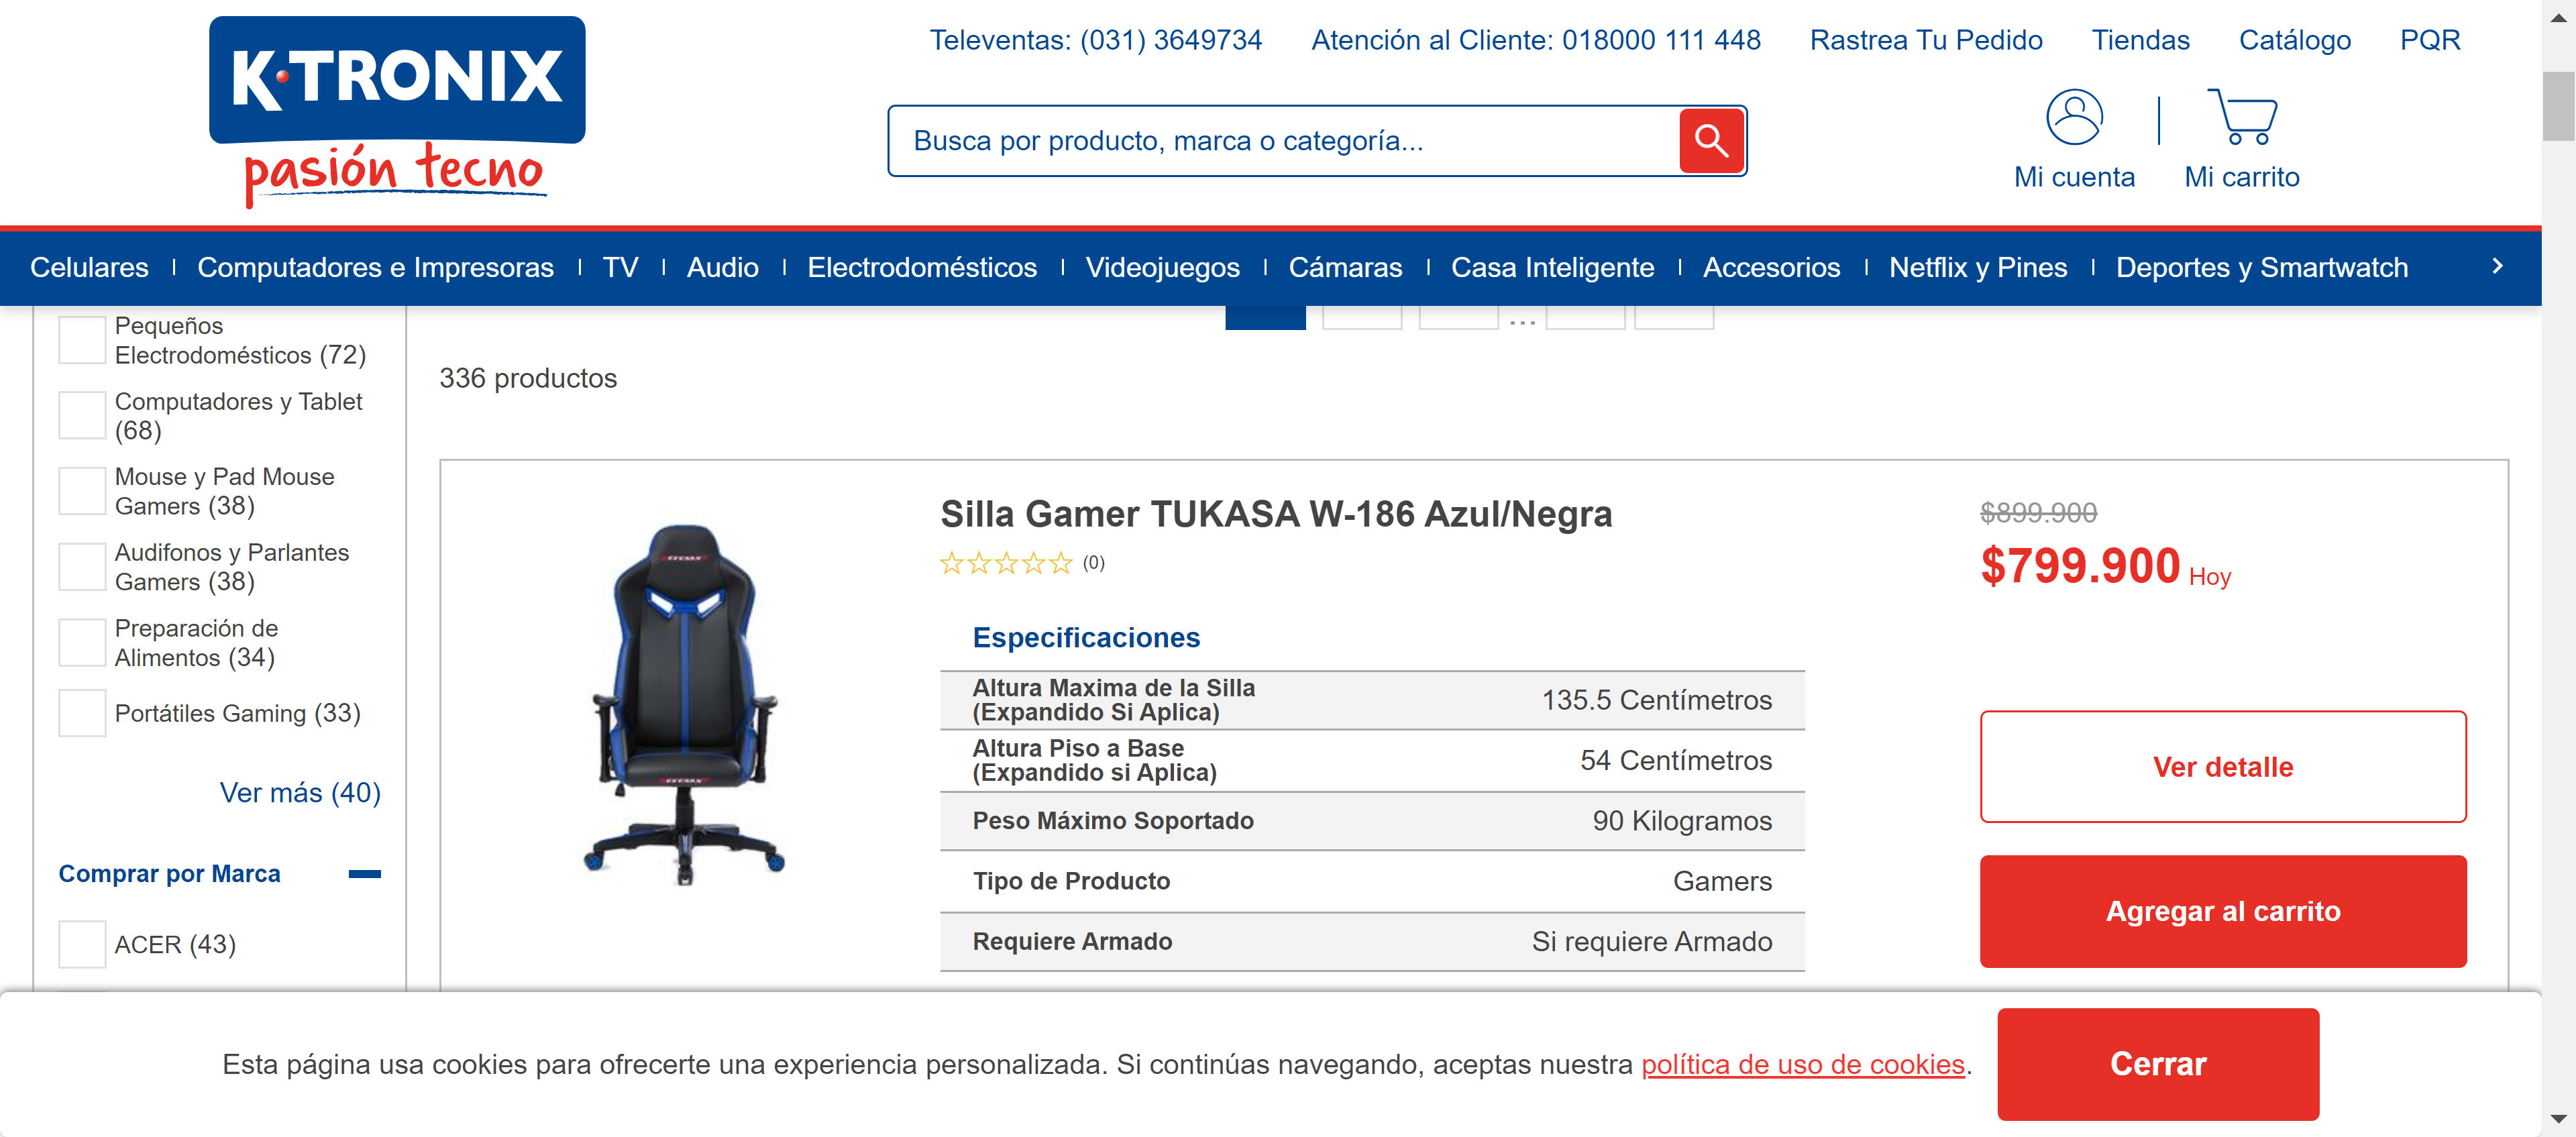 K·TRONIX
pasión tecno
Televentas: (031) 3649734 Atención al Cliente: 018000 111 448 Rastrea Tu Pedido Tiendas Catálogo PQR
Busca por producto, marca o categoría...
Mi cuenta Mi carrito
Celulares Computadores e Impresoras TV Audio Electrodomésticos Videojuegos Cámaras Casa Inteligente Accesorios Netflix y Pines Deportes y Smartwatch
Pequeños
Electrodomésticos (72)
Computadores y Tablet
(68)
Mouse y Pad Mouse
Gamers (38)
Audifonos y Parlantes
Gamers (38)
Preparación de
Alimentos (34)
Portátiles Gaming (33)
Ver más (40)
Comprar por Marca
ACER (43)
...
336 productos
Silla Gamer TUKASA W-186 Azul/Negra
(0)
Especificaciones
Altura Maxima de la Silla
(Expandido Si Aplica)
135.5 Centímetros
Altura Piso a Base
(Expandido si Aplica)
54 Centímetros
Peso Máximo Soportado 90 Kilogramos
Tipo de Producto Gamers
Requiere Armado Si requiere Armado
$899.900
$799.900 Hoy
Ver detalle
Agregar al carrito
Esta página usa cookies para ofrecerte una experiencia personalizada. Si continúas navegando, aceptas nuestra política de uso de cookies.
Cerrar